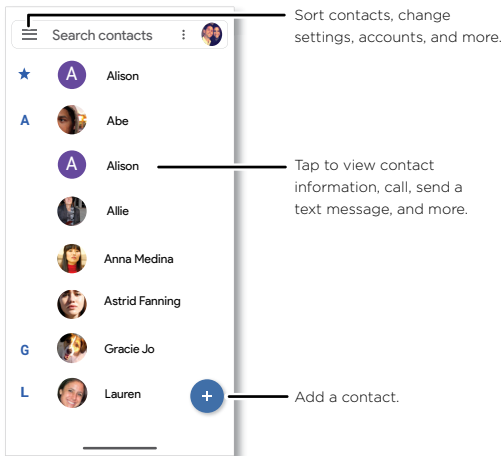 Search contacts
Sort contacts, change
settings, accounts, and more.
A Alison
A Abe
A Alison
Tap to view contact
information, call, send a
text message, and more.
Allie
Anna Medina
Astrid Fanning
G Gracie Jo
L Lauren
+
Add a contact.